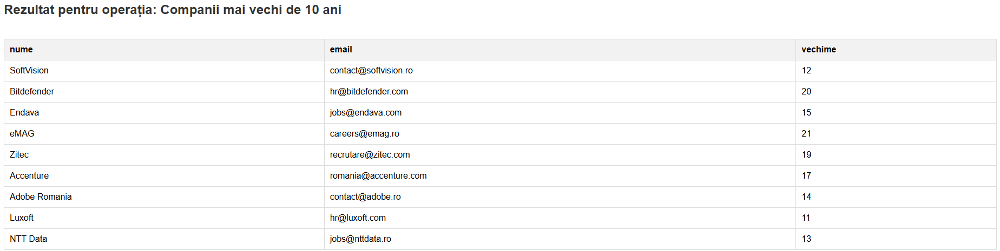 Rezultat pentru operația: Companii mai vechi de 10 ani
nume email vechime
SoftVision contact@softvision.ro 12
Bitdefender hr@bitdefender.com 20
Endava jobs@endava.com 15
eMAG careers@emag.ro 21
Zitec recrutare@zitec.com 19
Accenture romania@accenture.com 17
Adobe Romania contact@adobe.ro 14
Luxoft hr@luxoft.com 11
NTT Data jobs@nttdata.ro 13